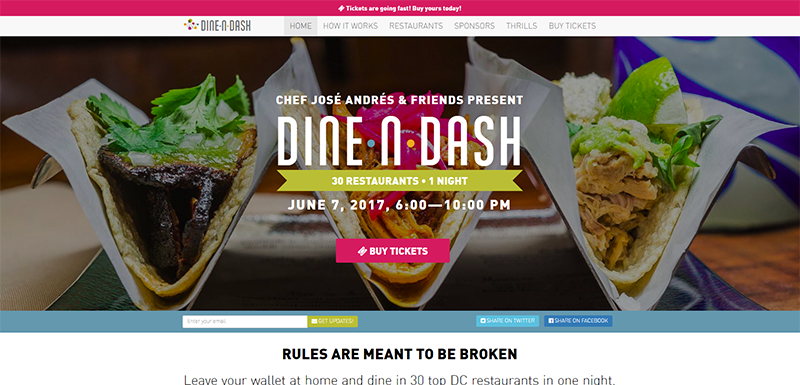 Tickets are going fast! Buy yours today!
DINE·N·DASH
HOME HOW IT WORKS RESTAURANTS SPONSORS THRILLS BUY TICKETS
CHEF JOSÉ ANDRÉS & FRIENDS PRESENT
DINE·N·DASH
30 RESTAURANTS • 1 NIGHT
JUNE 7, 2017, 6:00—10:00 PM
BUY TICKETS
Enter your email GET UPDATES! SHARE ON TWITTER SHARE ON FACEBOOK
RULES ARE MEANT TO BE BROKEN
Leave your wallet at home and dine in 30 top DC restaurants in one night.